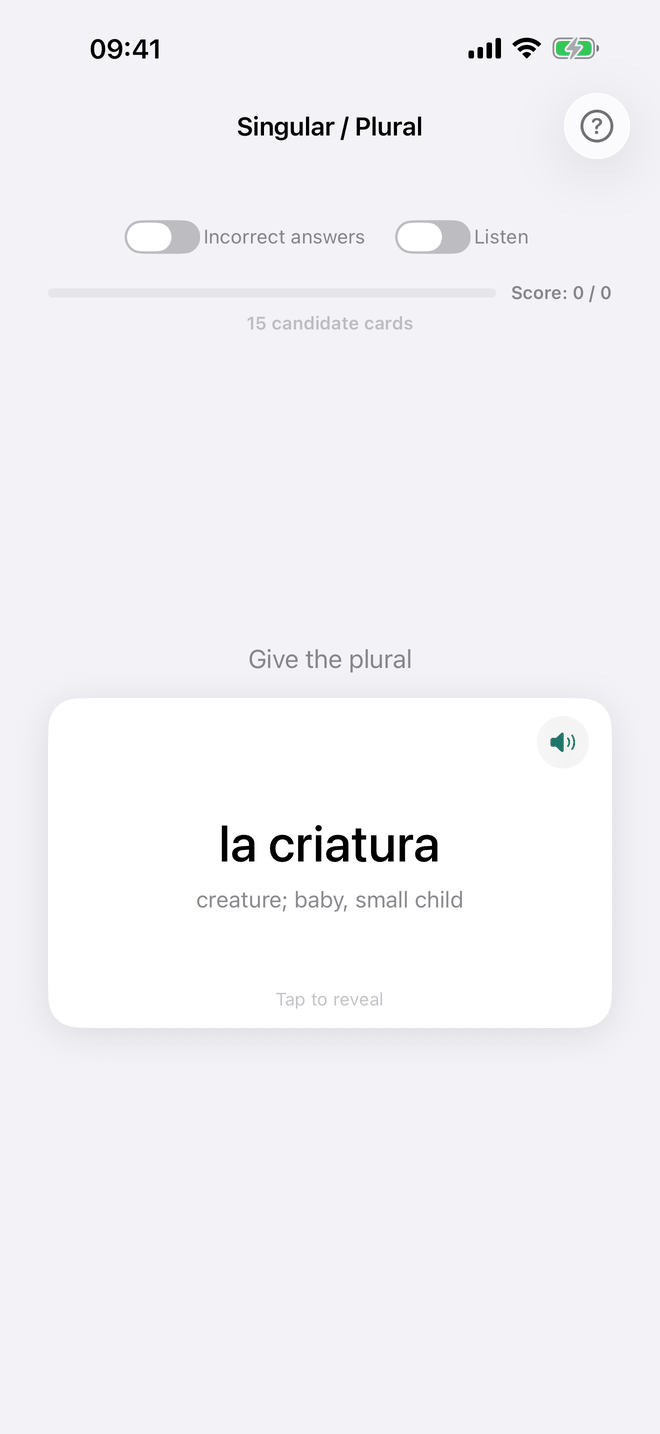 09:41
Singular / Plural
?
Incorrect answers
Listen
Score: 0 / 0
15 candidate cards
Give the plural
la criatura
creature; baby, small child
Tap to reveal